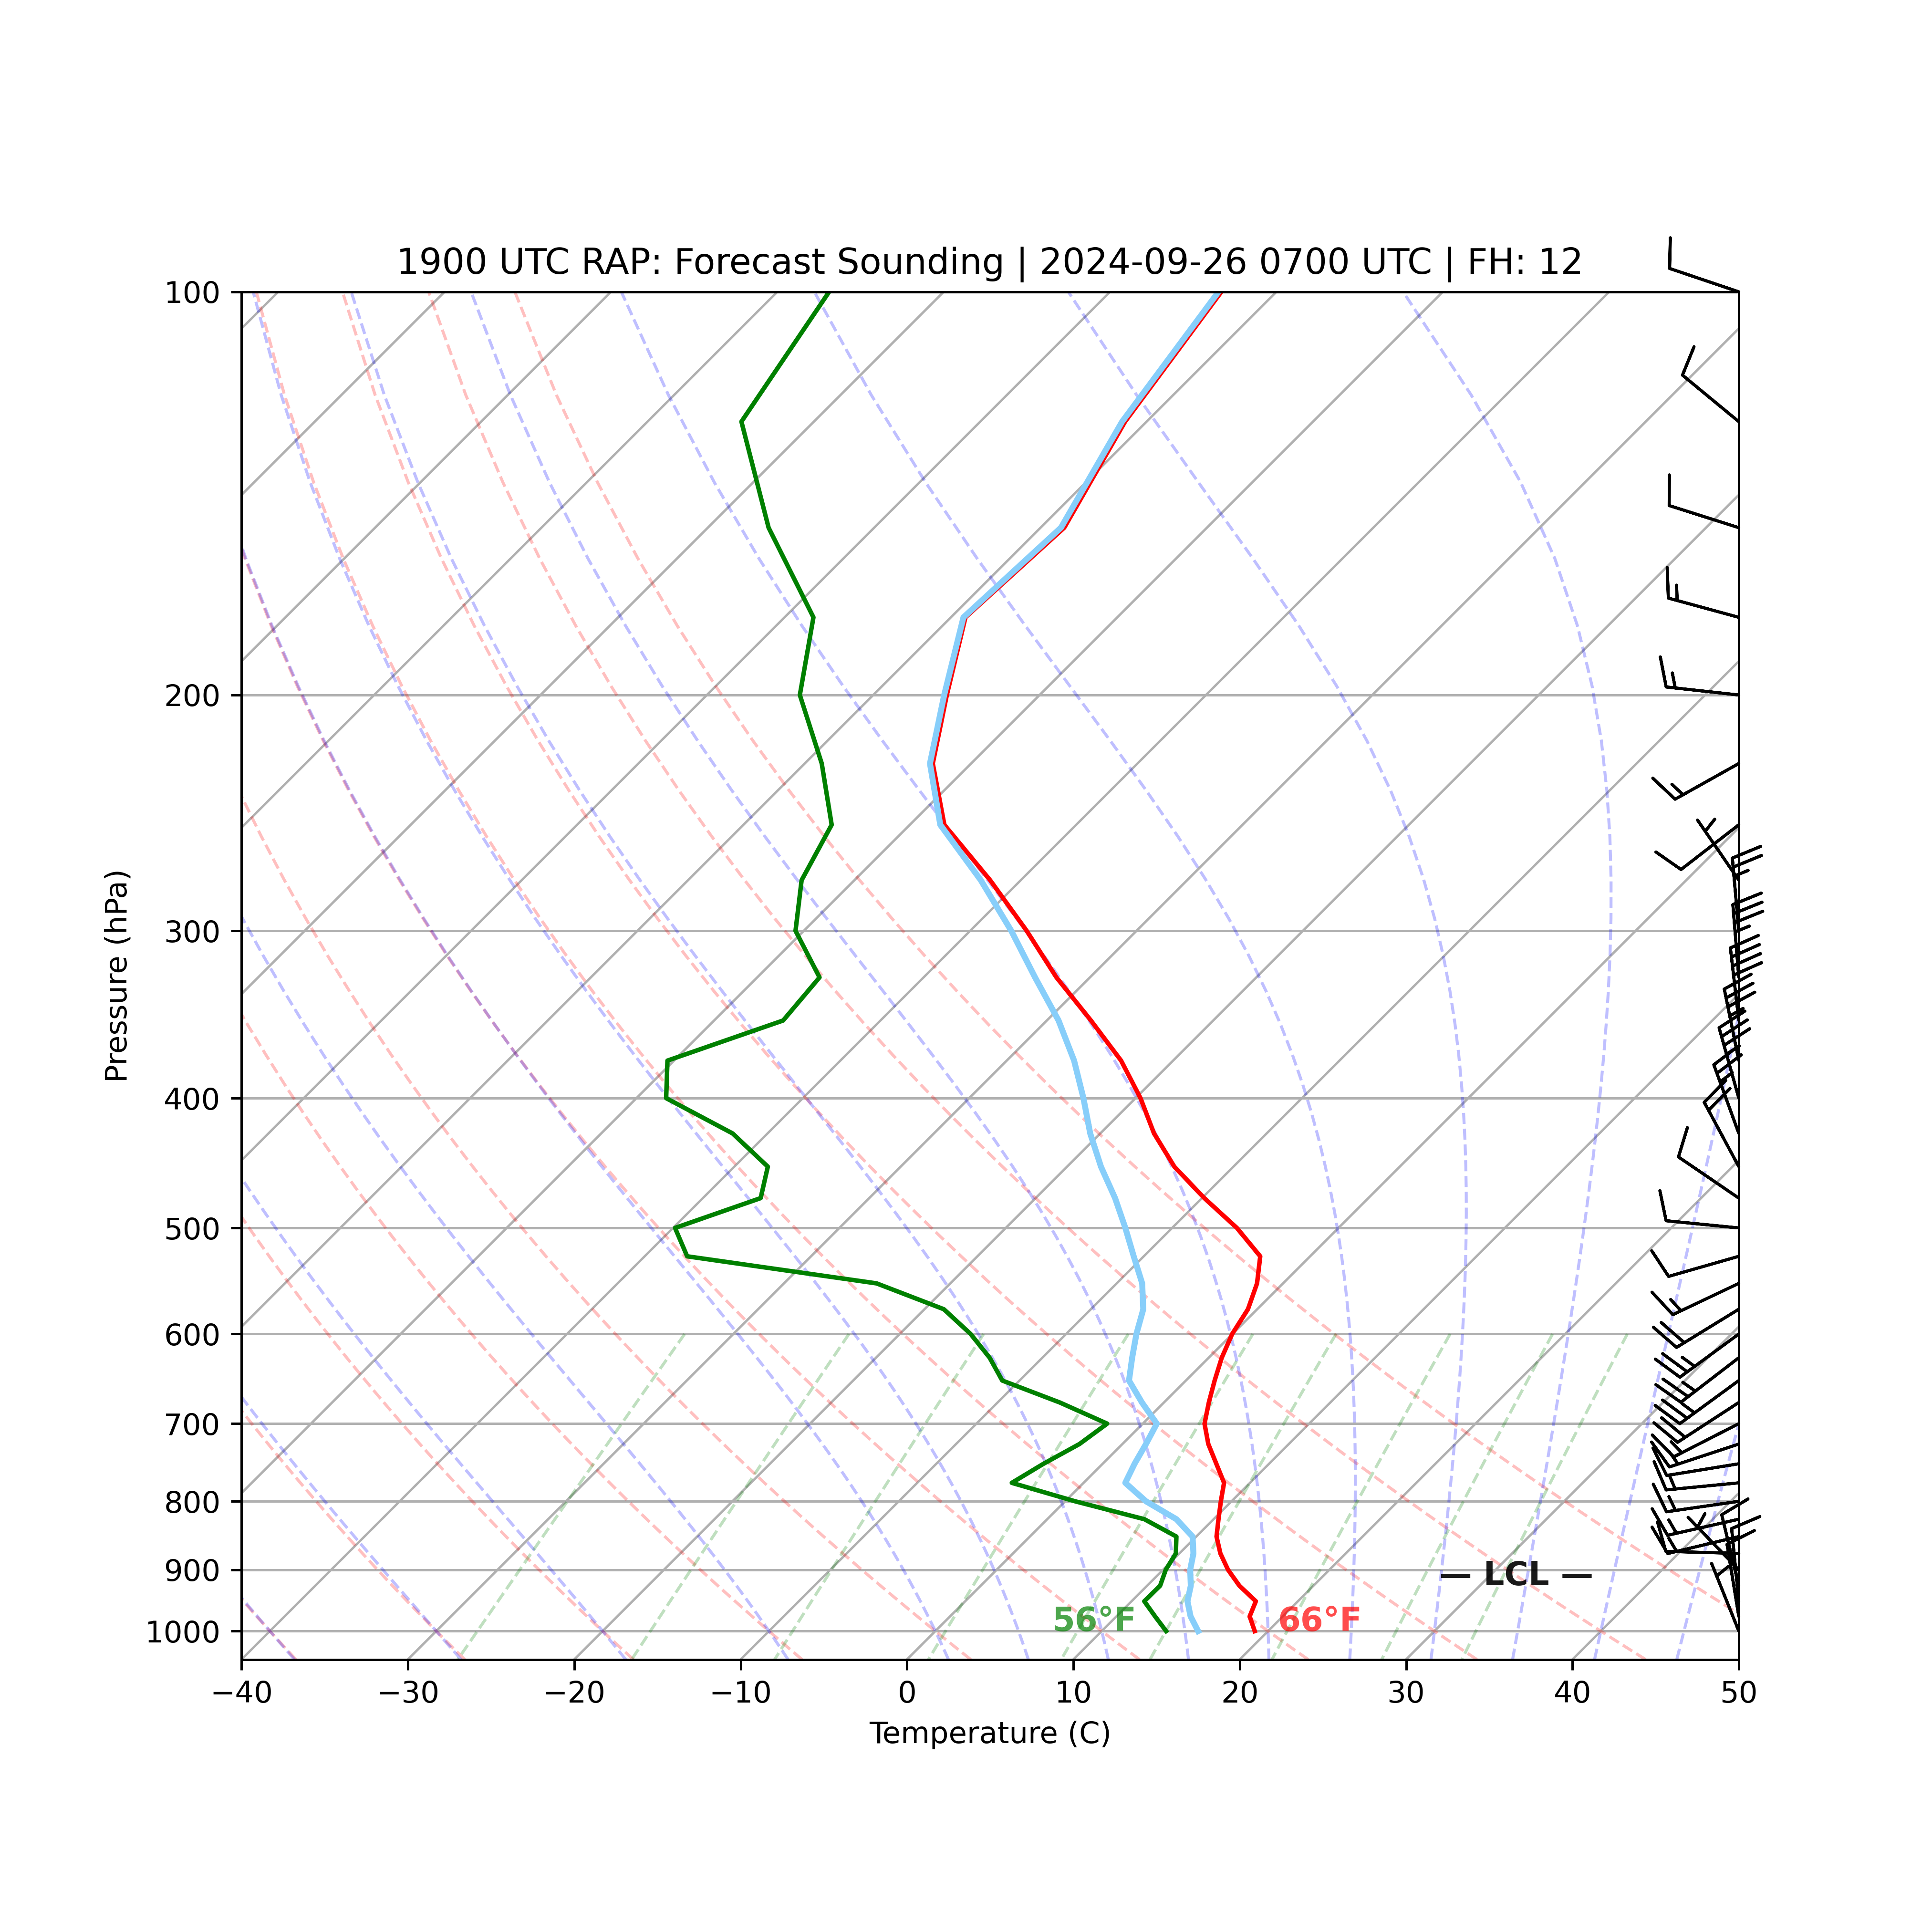 1900 UTC RAP: Forecast Sounding | 2024-09-26 0700 UTC | FH: 12
100
200
300
400
500
600
700
800
900
1000
Pressure (hPa)
— LCL —
56°F
66°F
−40 −30 −20 −10 0 10 20 30 40 50
Temperature (C)